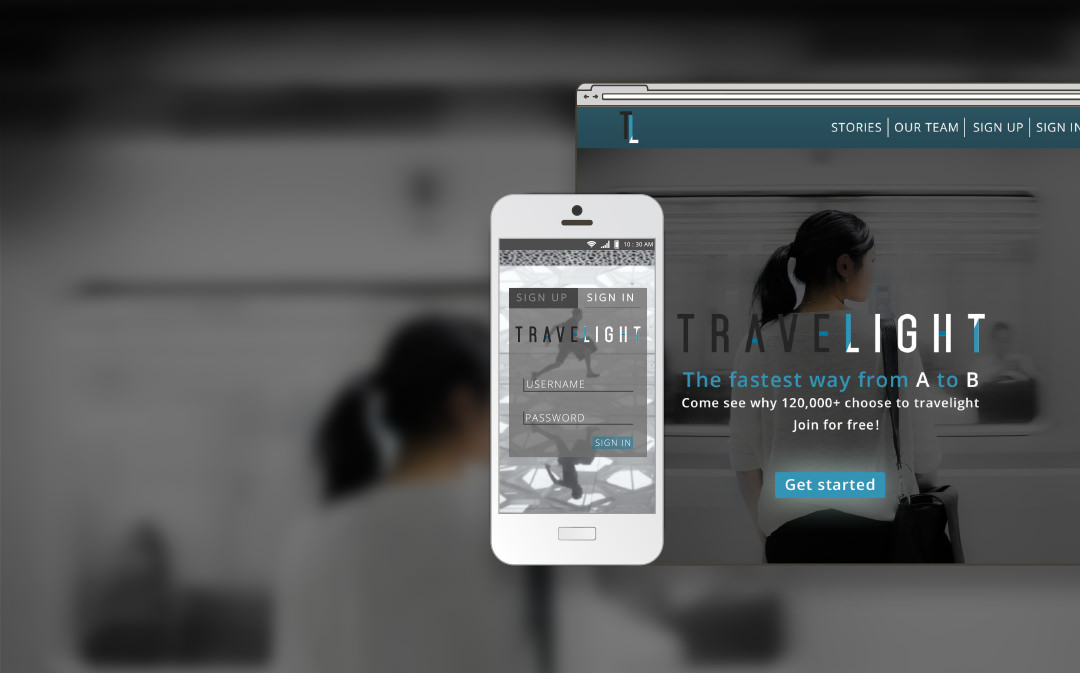 TL
STORIES | OUR TEAM | SIGN UP | SIGN IN
TRAVELIGHT
The fastest way from A to B
Come see why 120,000+ choose to travelight
Join for free!
Get started
10 : 30 AM
SIGN UP SIGN IN
TRAVELIGHT
USERNAME
PASSWORD
SIGN IN